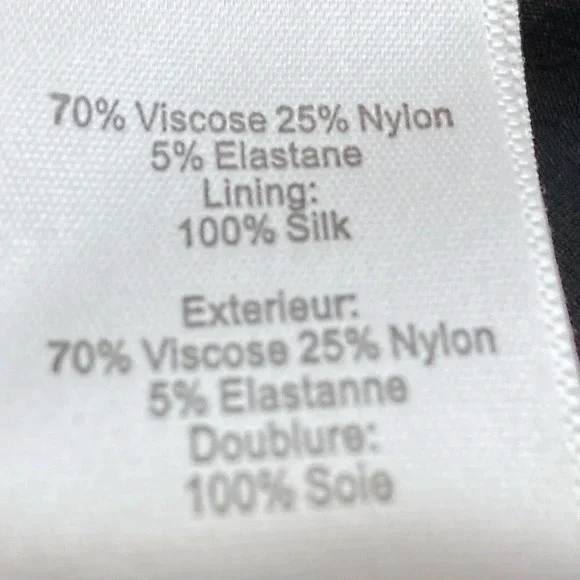 70% Viscose 25% Nylon
5% Elastane
Lining:
100% Silk
Exterieur:
70% Viscose 25% Nylon
5% Elastanne
Doublure:
100% Soie